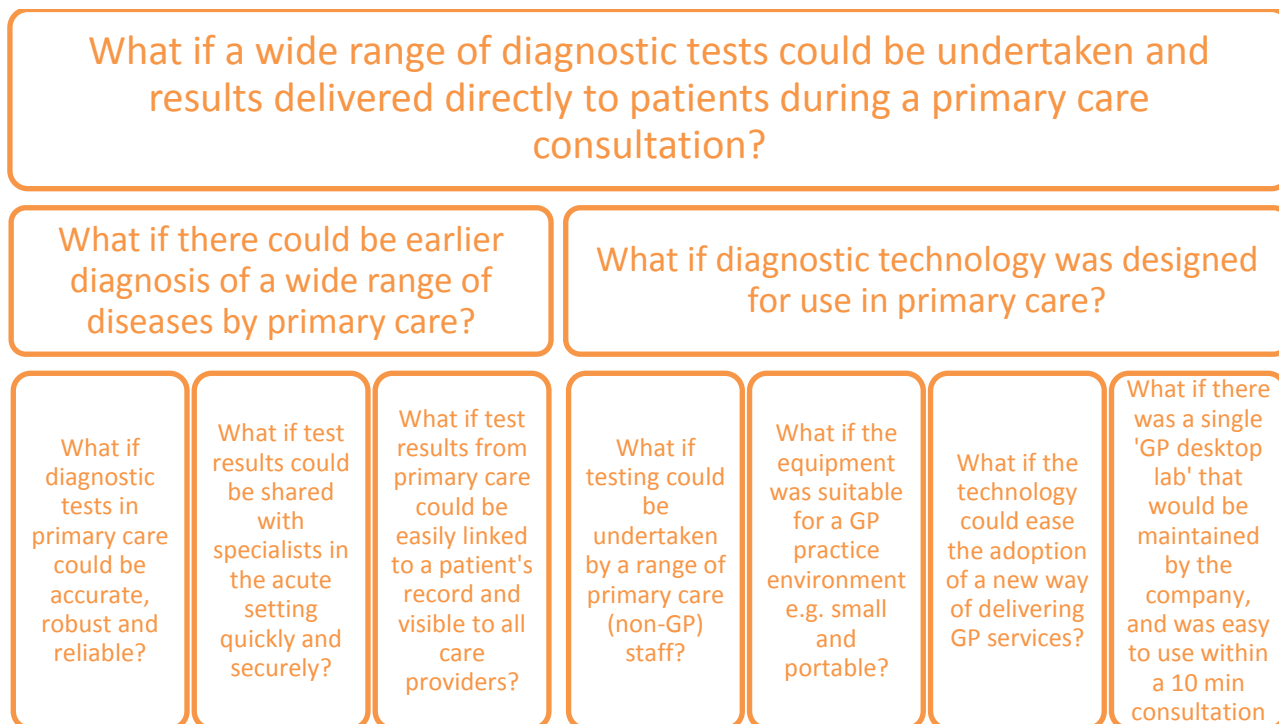 What if a wide range of diagnostic tests could be undertaken and
results delivered directly to patients during a primary care
consultation?
What if there could be earlier
diagnosis of a wide range of
diseases by primary care?
What if diagnostic technology was designed
for use in primary care?
What if
diagnostic
tests in
primary care
could be
accurate,
robust and
reliable?
What if test
results could
be shared
with
specialists in
the acute
setting
quickly and
securely?
What if test
results from
primary care
could be
easily linked
to a patient's
record and
visible to all
care
providers?
What if
testing could
be
undertaken
by a range of
primary care
(non-GP)
staff?
What if the
equipment
was suitable
for a GP
practice
environment
e.g. small
and
portable?
What if the
technology
could ease
the adoption
of a new way
of delivering
GP services?
What if there
was a single
'GP desktop
lab' that
would be
maintained
by the
company,
and was easy
to use within
a 10 min
consultation